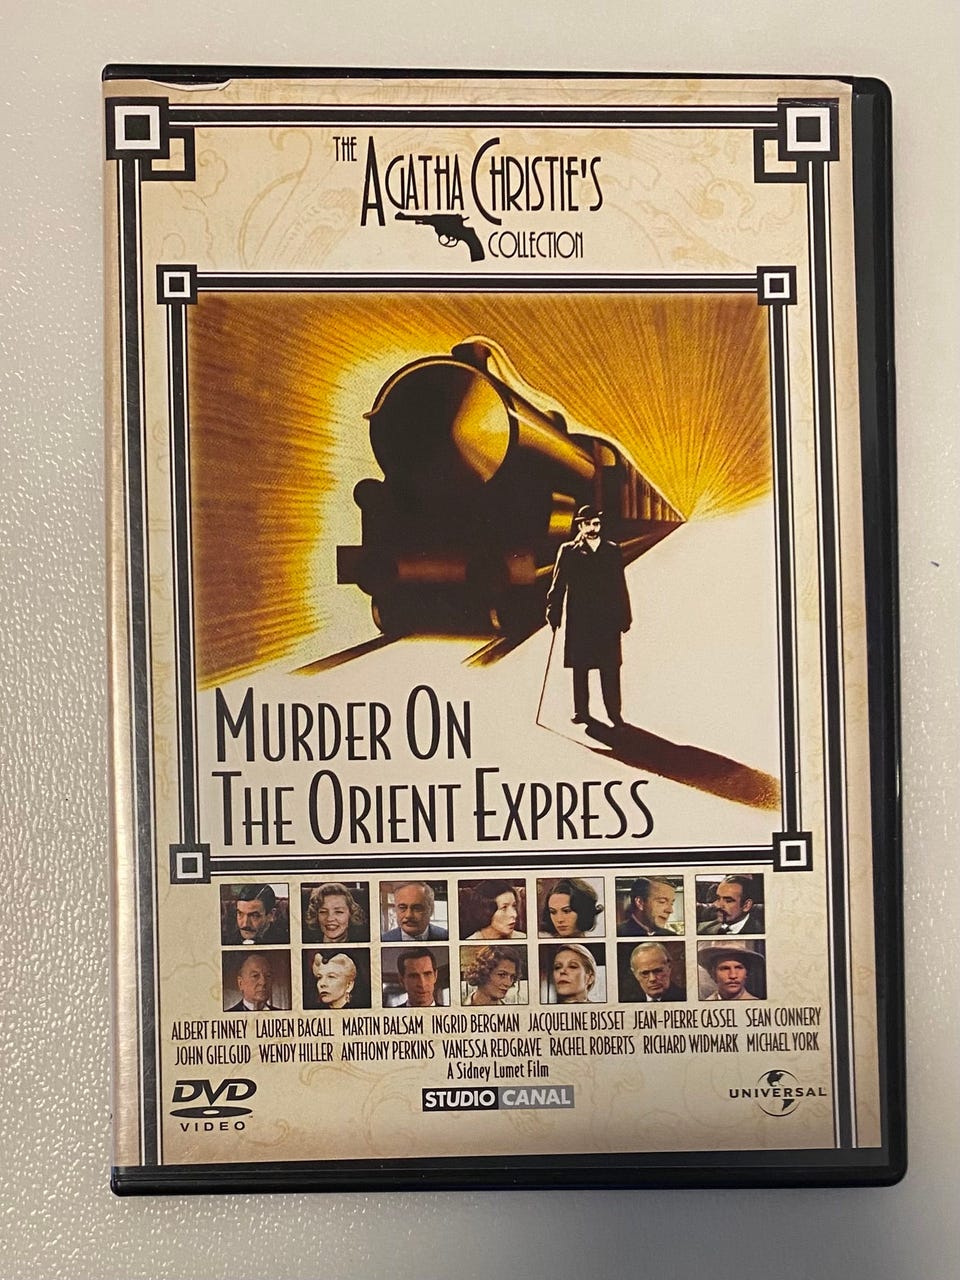 THE
AGATHA CHRISTIE'S
COLLECTION
MURDER ON
THE ORIENT EXPRESS
ALBERT FINNEY LAUREN BACALL MARTIN BALSAM INGRID BERGMAN JACQUELINE BISSET JEAN-PIERRE CASSEL SEAN CONNERY
JOHN GIELGUD WENDY HILLER ANTHONY PERKINS VANESSA REDGRAVE RACHEL ROBERTS RICHARD WIDMARK MICHAEL YORK
A Sidney Lumet Film
DVD
VIDEO
STUDIO CANAL
UNIVERSAL